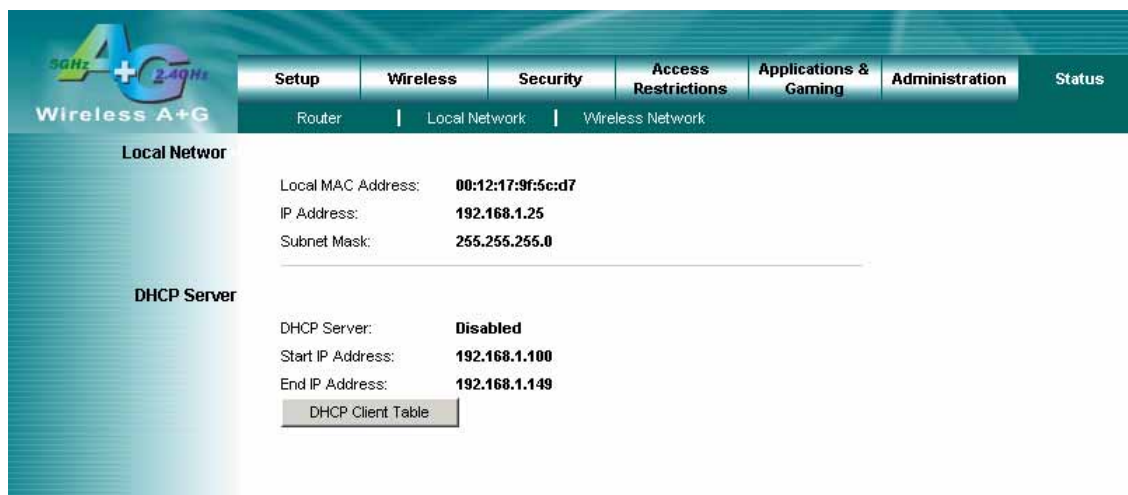 5GHz
A+G
2.4GHz
Wireless A+G
Setup
Wireless
Security
Access
Restrictions
Applications &
Gaming
Administration
Status
Router | Local Network | Wireless Network
Local Networ
Local MAC Address: 00:12:17:9f:5c:d7
IP Address: 192.168.1.25
Subnet Mask: 255.255.255.0
DHCP Server
DHCP Server: Disabled
Start IP Address: 192.168.1.100
End IP Address: 192.168.1.149
DHCP Client Table